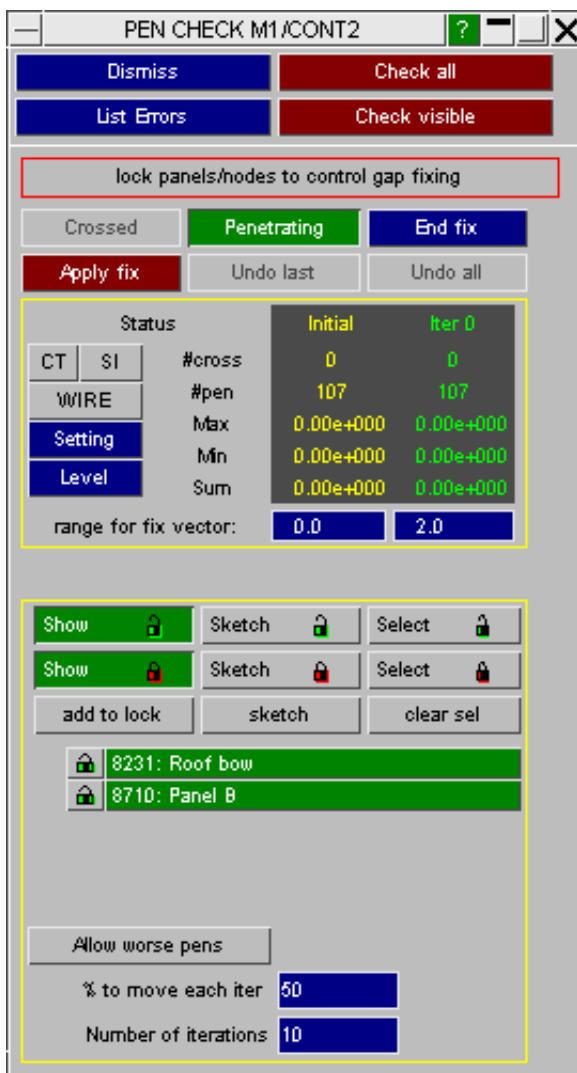 PEN CHECK M1/CONT2 ?
Dismiss Check all
List Errors Check visible
lock panels/nodes to control gap fixing
Crossed Penetrating End fix
Apply fix Undo last Undo all
Status Initial Iter 0
CT SI #cross 0 0
WIRE #pen 107 107
Setting Max 0.00e+000 0.00e+000
Min 0.00e+000 0.00e+000
Level Sum 0.00e+000 0.00e+000
range for fix vector: 0.0 2.0
Show Sketch Select
Show Sketch Select
add to lock sketch clear sel
8231: Roof bow
8710: Panel B
Allow worse pens
% to move each iter 50
Number of iterations 10